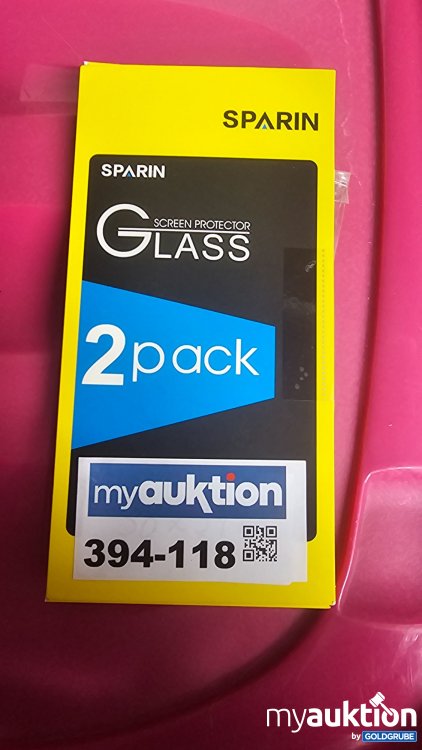 SPARIN
SPARIN
SCREEN PROTECTOR
GLASS
2pack
myauktion
394-118
myauktion
by GOLDGRUBE